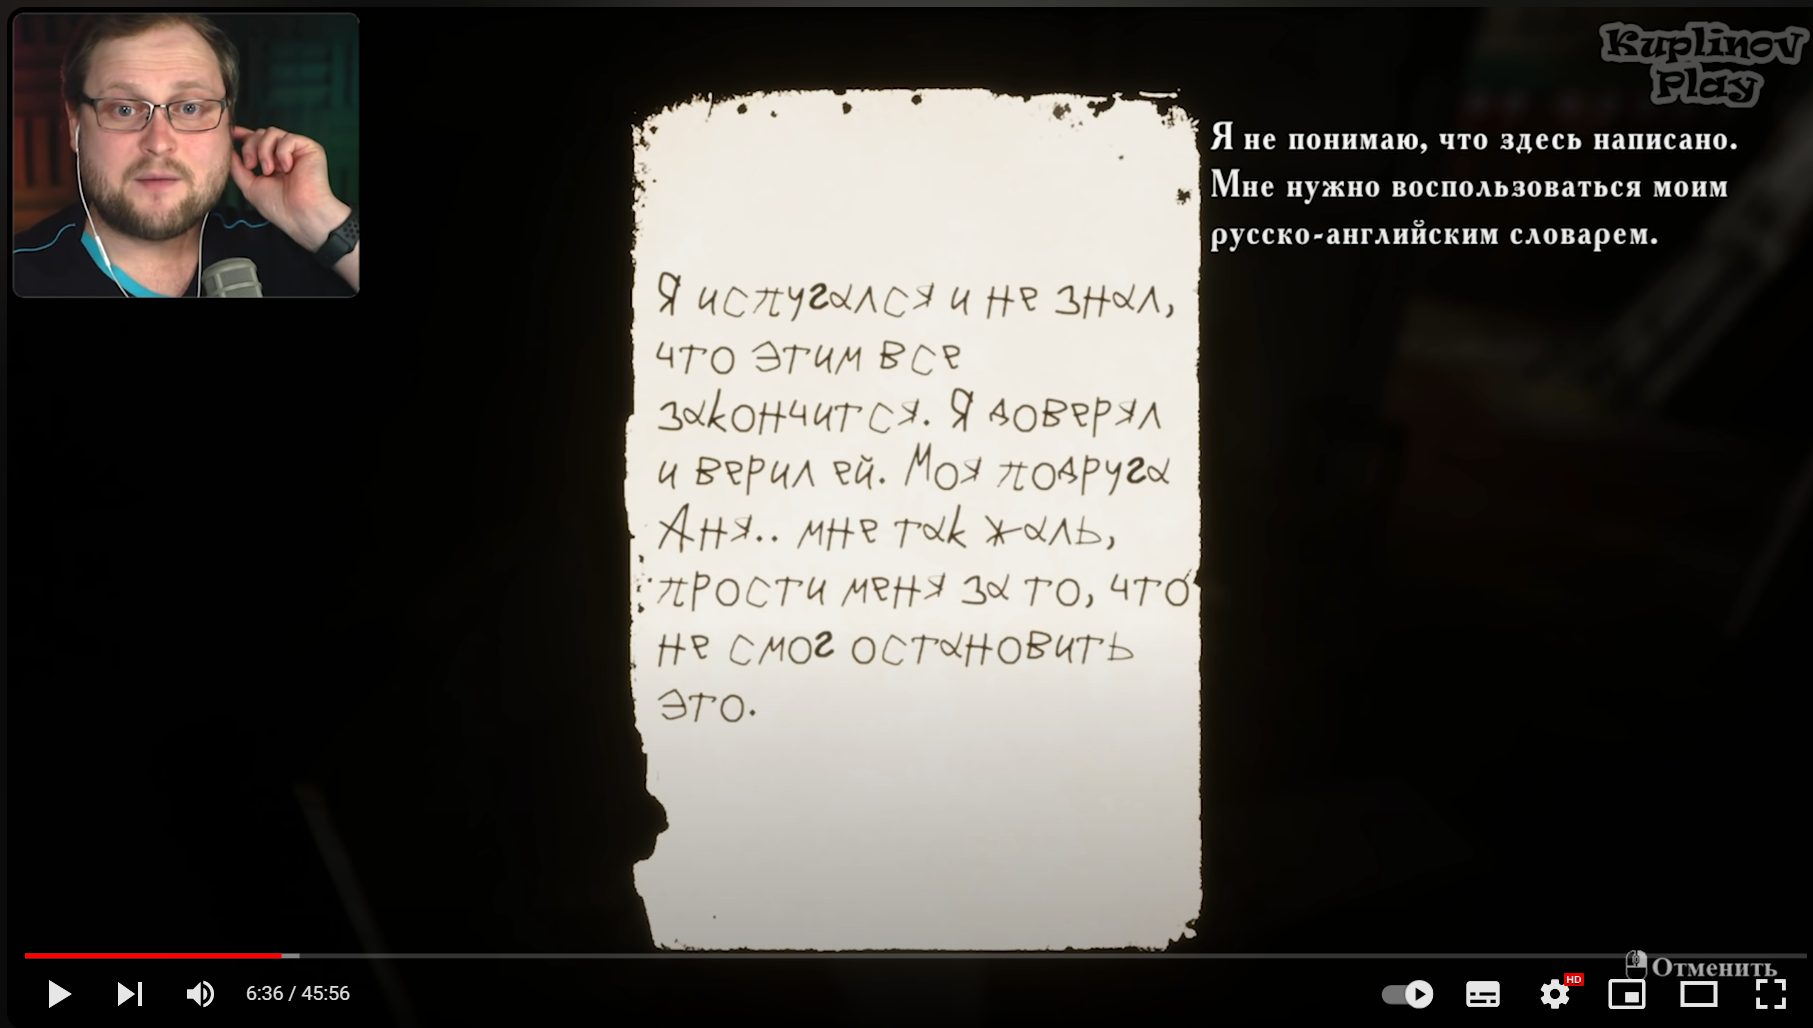 Kuplinov
Play
Я не понимаю, что здесь написано.
Мне нужно воспользоваться моим
русско-английским словарем.
Я испугался и не знал,
что этим все
закончится. Я доверял
и верил ей. Моя подруга
Аня.. мне так жаль,
прости меня за то, что
не смог остановить
это.
Отменить
6:36 / 45:56
HD